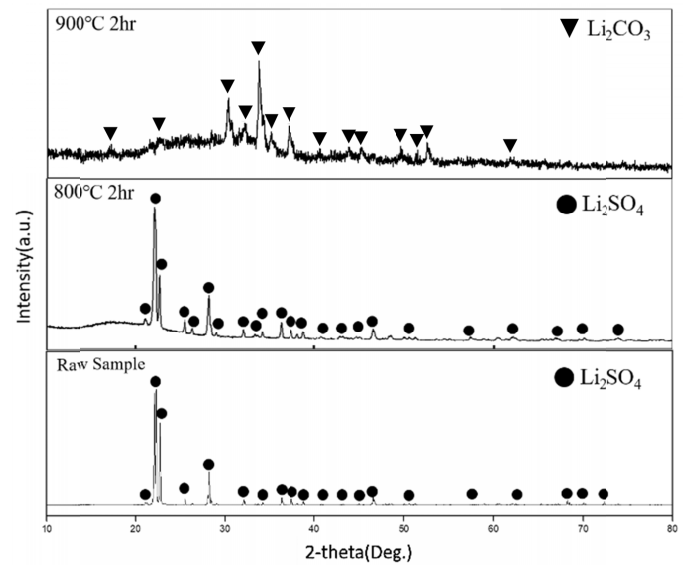 900°C 2hr
Li₂CO₃
800°C 2hr
Li₂SO₄
Raw Sample
Li₂SO₄
Intensity(a.u.)
10 20 30 40 50 60 70 80
2-theta(Deg.)